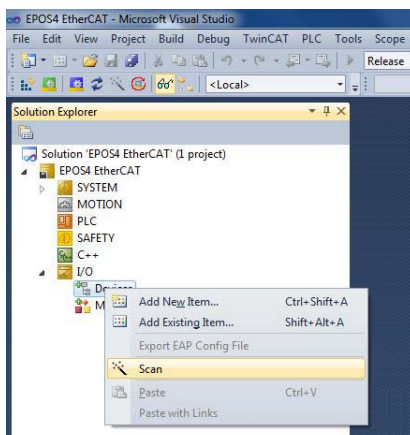 EPOS4 EtherCAT - Microsoft Visual Studio
File Edit View Project Build Debug TwinCAT PLC Tools Scope
Release
<Local>
Solution Explorer
Solution 'EPOS4 EtherCAT' (1 project)
EPOS4 EtherCAT
SYSTEM
MOTION
PLC
SAFETY
C++
I/O
Devices
M
Add New Item... Ctrl+Shift+A
Add Existing Item... Shift+Alt+A
Export EAP Config File
Scan
Paste Ctrl+V
Paste with Links